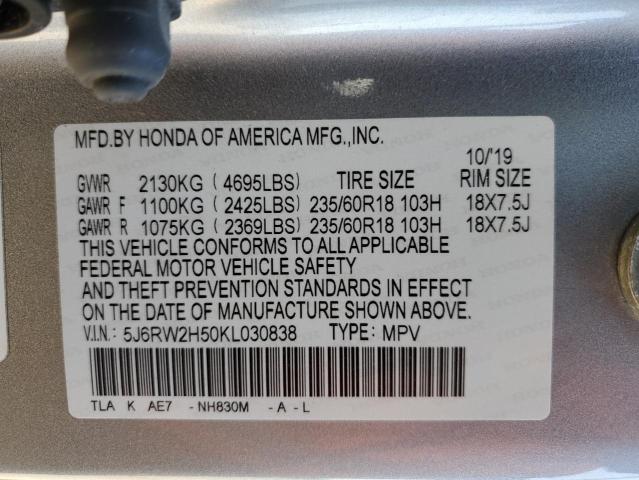 MFD.BY HONDA OF AMERICA MFG.,INC.
10/'19
GVWR 2130KG ( 4695LBS ) TIRE SIZE RIM SIZE
GAWR F 1100KG ( 2425LBS ) 235/60R18 103H 18X7.5J
GAWR R 1075KG ( 2369LBS ) 235/60R18 103H 18X7.5J
THIS VEHICLE CONFORMS TO ALL APPLICABLE
FEDERAL MOTOR VEHICLE SAFETY
AND THEFT PREVENTION STANDARDS IN EFFECT
ON THE DATE OF MANUFACTURE SHOWN ABOVE.
V.I.N.: 5J6RW2H50KL030838 TYPE: MPV
TLA K AE7 - NH830M - A - L